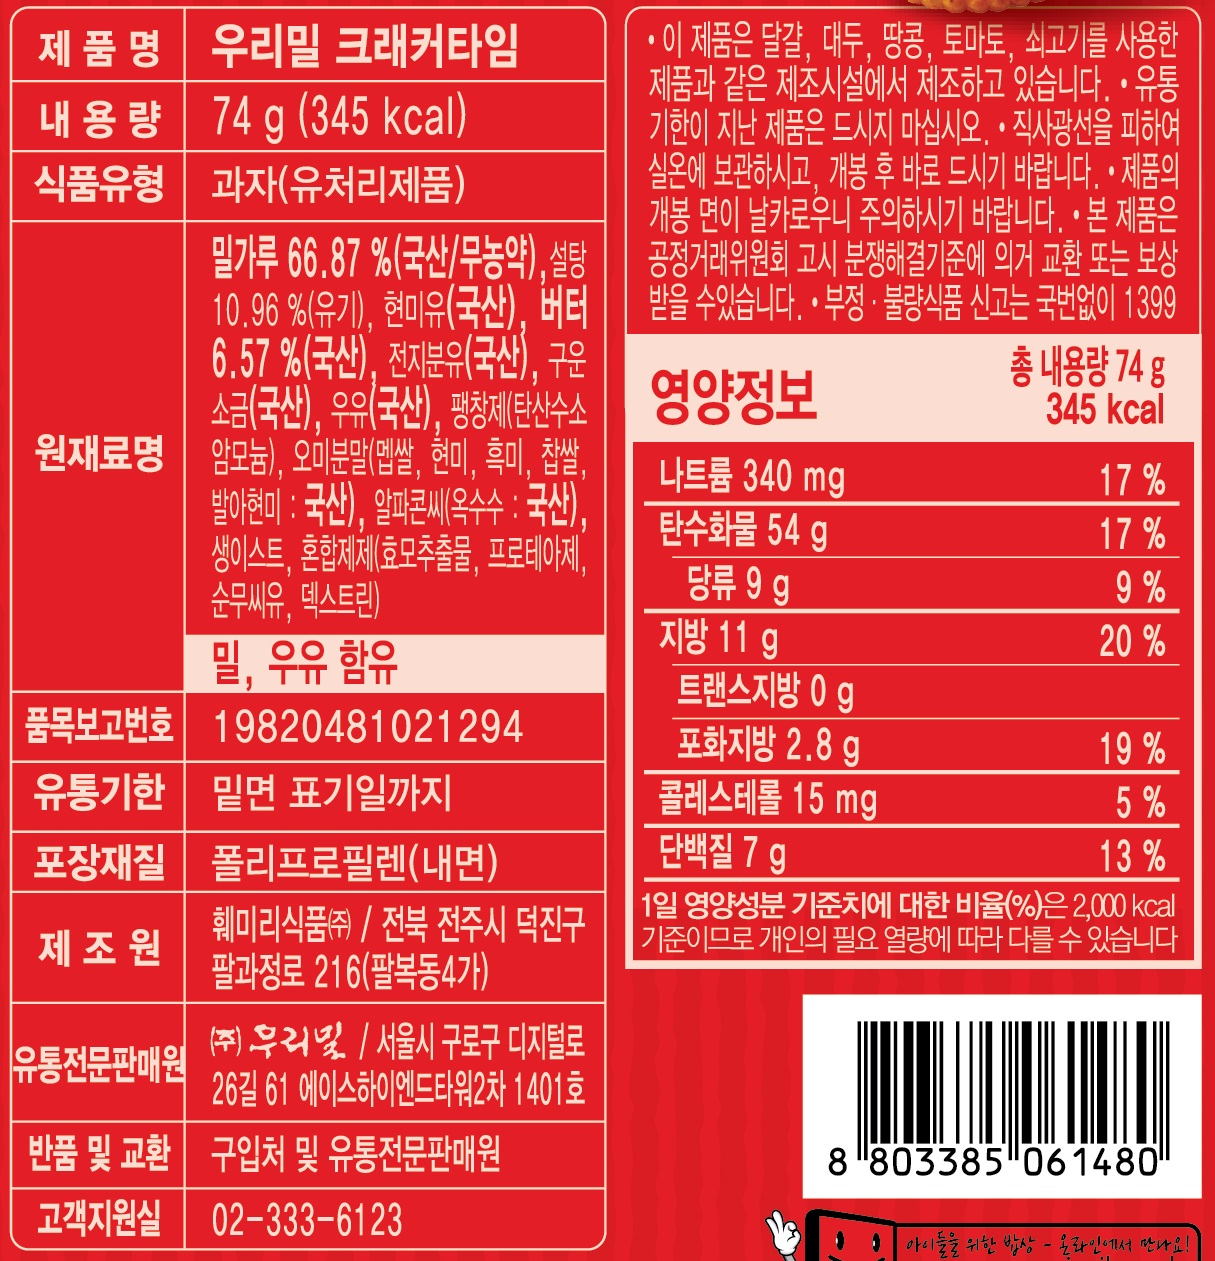 제 품 명 우리밀 크래커타임
내 용 량 74 g (345 kcal)
식품유형 과자(유처리제품)
원재료명
밀가루 66.87 %(국산/무농약), 설탕
10.96 %(유기), 현미유(국산), 버터
6.57 %(국산), 전지분유(국산), 구운
소금(국산), 우유(국산), 팽창제(탄산수소
암모늄), 오미분말(멥쌀, 현미, 흑미, 찹쌀,
발아현미 : 국산), 알파콘씨(옥수수 : 국산),
생이스트, 혼합제제(효모추출물, 프로테아제,
순무씨유, 덱스트린)
밀, 우유 함유
품목보고번호 19820481021294
유통기한 밑면 표기일까지
포장재질 폴리프로필렌(내면)
제 조 원
훼미리식품㈜ / 전북 전주시 덕진구
팔과정로 216(팔복동4가)
유통전문판매원
㈜ 우리밀 / 서울시 구로구 디지털로
26길 61 에이스하이엔드타워2차 1401호
반품 및 교환 구입처 및 유통전문판매원
고객지원실 02-333-6123
• 이 제품은 달걀, 대두, 땅콩, 토마토, 쇠고기를 사용한
제품과 같은 제조시설에서 제조하고 있습니다. • 유통
기한이 지난 제품은 드시지 마십시오. • 직사광선을 피하여
실온에 보관하시고, 개봉 후 바로 드시기 바랍니다. • 제품의
개봉 면이 날카로우니 주의하시기 바랍니다. • 본 제품은
공정거래위원회 고시 분쟁해결기준에 의거 교환 또는 보상
받을 수있습니다. • 부정 · 불량식품 신고는 국번없이 1399
영양정보
총 내용량 74 g
345 kcal
나트륨 340 mg 17 %
탄수화물 54 g 17 %
당류 9 g 9 %
지방 11 g 20 %
트랜스지방 0 g
포화지방 2.8 g 19 %
콜레스테롤 15 mg 5 %
단백질 7 g 13 %
1일 영양성분 기준치에 대한 비율(%)은 2,000 kcal
기준이므로 개인의 필요 열량에 따라 다를 수 있습니다
8 803385 061480
아이들을 위한 밥상 - 온라인에서 만나요!